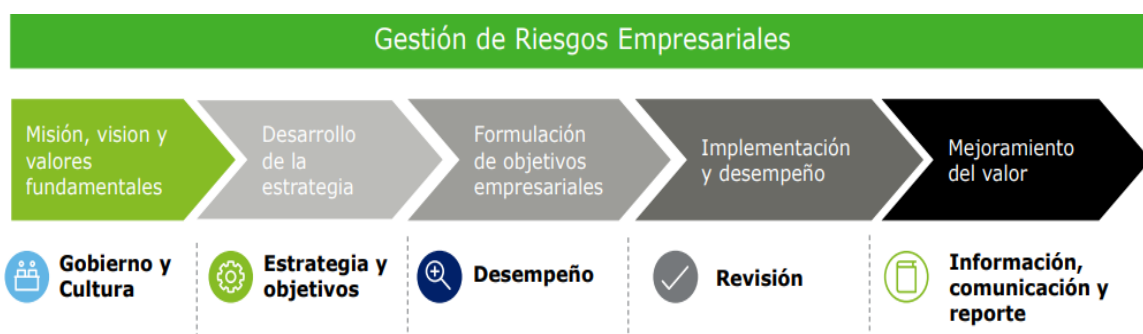 Gestión de Riesgos Empresariales
Misión, vision y
valores
fundamentales
Desarrollo
de la
estrategia
Formulación
de objetivos
empresariales
Implementación
y desempeño
Mejoramiento
del valor
Gobierno y
Cultura
Estrategia y
objetivos
Desempeño
Revisión
Información,
comunicación y
reporte